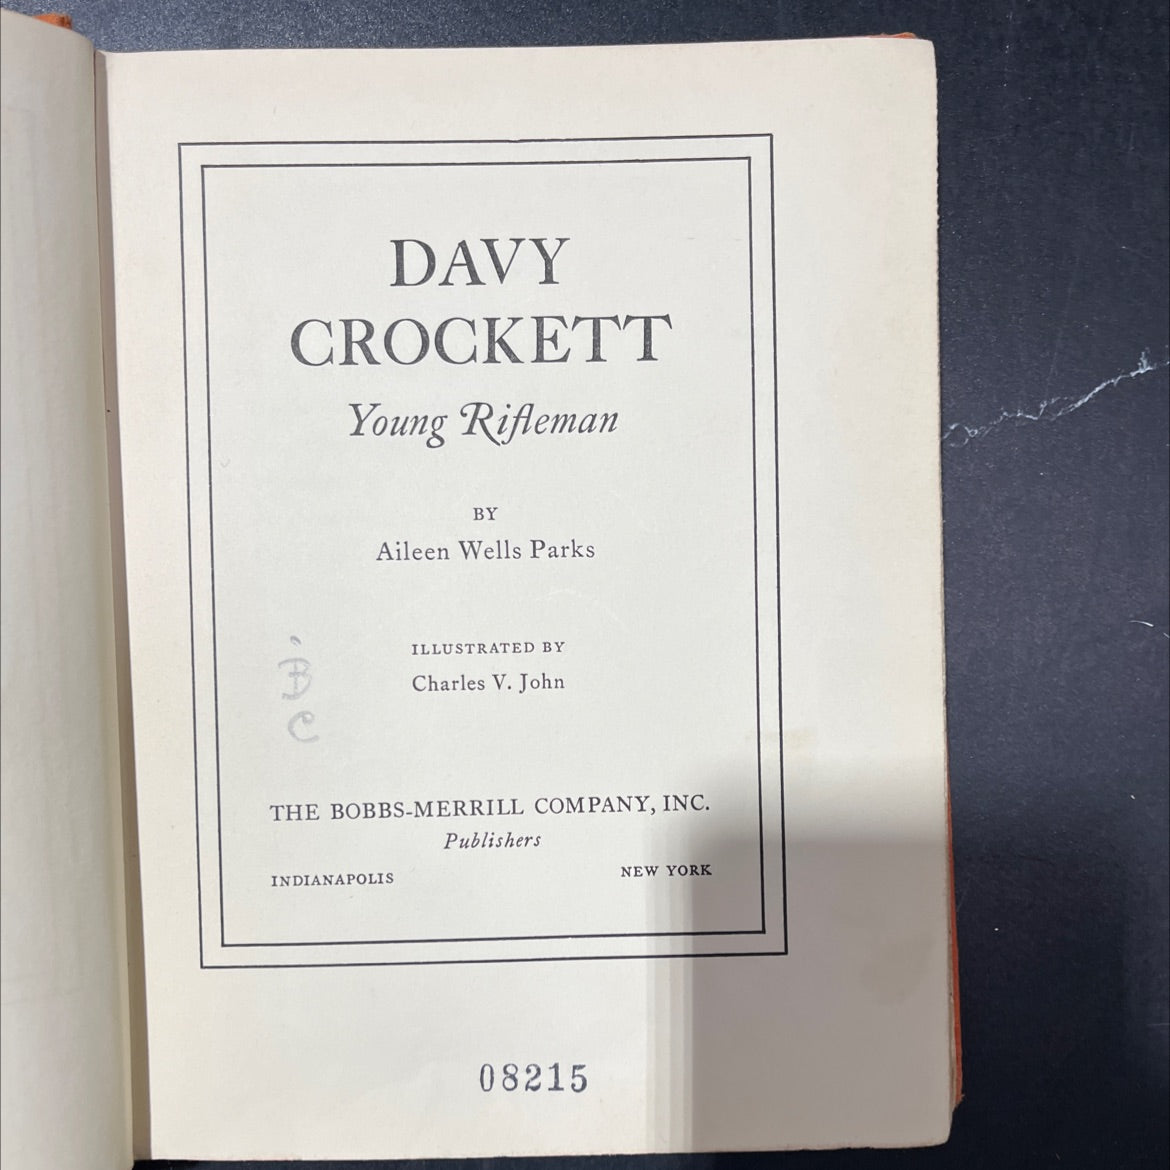 DAVY
CROCKETT
Young Rifleman
BY
Aileen Wells Parks
ILLUSTRATED BY
Charles V. John
THE BOBBS-MERRILL COMPANY, INC.
Publishers
INDIANAPOLIS NEW YORK
08215